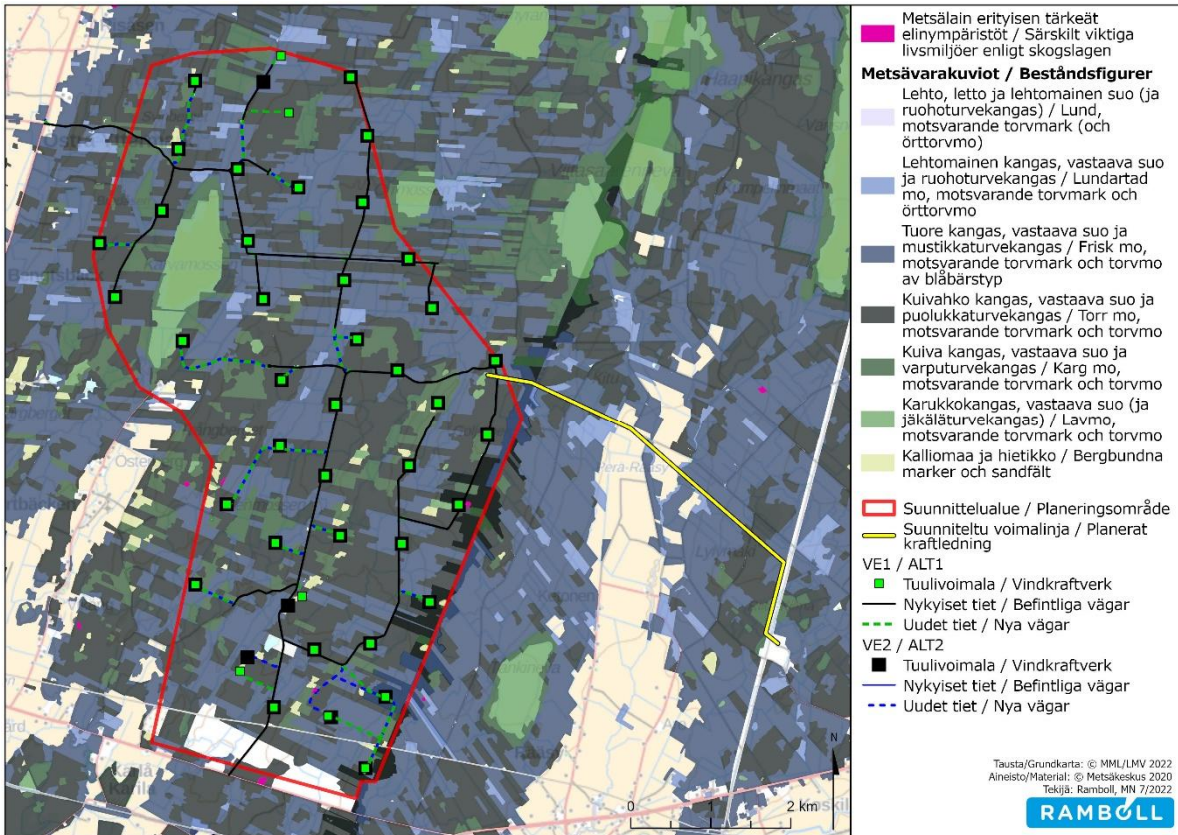 Metsälain erityisen tärkeät
elinympäristöt / Särskilt viktiga
livsmiljöer enligt skogslagen
Metsävarakuviot / Beståndsfigurer
Lehto, letto ja lehtomainen suo (ja
ruohoturvekangas) / Lund,
motsvarande torvmark (och
örttorvmo)
Lehtomainen kangas, vastaava suo
ja ruohoturvekangas / Lundartad
mo, motsvarande torvmark och
örttorvmo
Tuore kangas, vastaava suo ja
mustikkaturvekangas / Frisk mo,
motsvarande torvmark och torvmo
av blåbärstyp
Kuivahko kangas, vastaava suo ja
puolukkaturvekangas / Torr mo,
motsvarande torvmark och torvmo
Kuiva kangas, vastaava suo ja
varputurvekangas / Karg mo,
motsvarande torvmark och torvmo
Karukkokangas, vastaava suo (ja
jäkäläturvekangas) / Lavmo,
motsvarande torvmark och torvmo
Kalliomaa ja hietikko / Bergbundna
marker och sandfält
Suunnittelualue / Planeringsområde
Suunniteltu voimalinja / Planerat
kraftledning
VE1 / ALT1
Tuulivoimala / Vindkraftverk
Nykyiset tiet / Befintliga vägar
Uudet tiet / Nya vägar
VE2 / ALT2
Tuulivoimala / Vindkraftverk
Nykyiset tiet / Befintliga vägar
Uudet tiet / Nya vägar
Tausta/Grundkarta: © MML/LMV 2022
Aineisto/Material: © Metsäkeskus 2020
Tekijä: Ramboll, MN 7/2022
RAMBOLL
N
0 1 2 km
Haarikangas
Kärlä
Karila